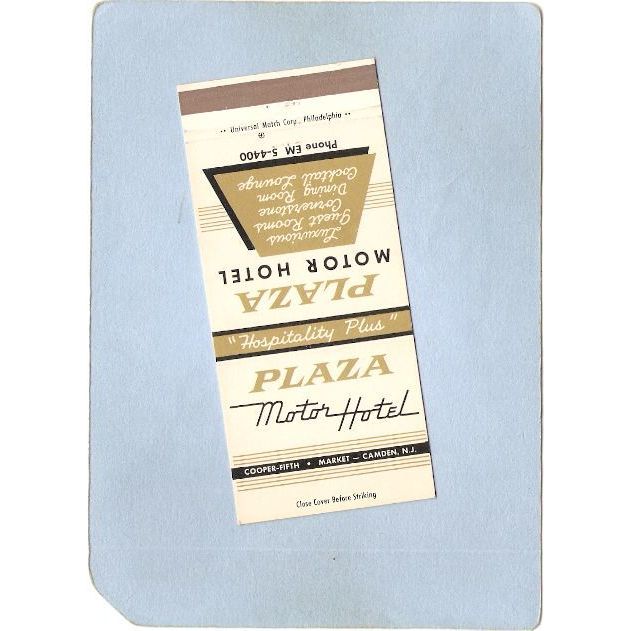 ·· Universal Match Corp., Philadelphia ··
Phone EM 5-4400
Luxurious
Guest Rooms
Cornerstone
Dining Room
Cocktail Lounge
PLAZA
MOTOR HOTEL
"Hospitality Plus"
PLAZA
Motor Hotel
COOPER-FIFTH • MARKET — CAMDEN, N.J.
Close Cover Before Striking